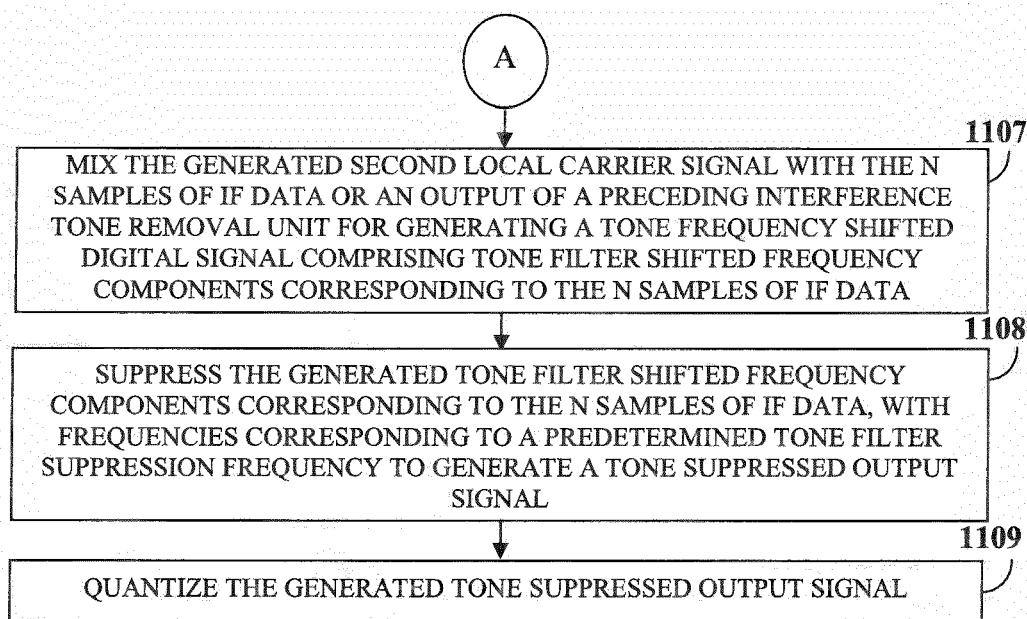 A
1107
MIX THE GENERATED SECOND LOCAL CARRIER SIGNAL WITH THE N
SAMPLES OF IF DATA OR AN OUTPUT OF A PRECEDING INTERFERENCE
TONE REMOVAL UNIT FOR GENERATING A TONE FREQUENCY SHIFTED
DIGITAL SIGNAL COMPRISING TONE FILTER SHIFTED FREQUENCY
COMPONENTS CORRESPONDING TO THE N SAMPLES OF IF DATA
1108
SUPPRESS THE GENERATED TONE FILTER SHIFTED FREQUENCY
COMPONENTS CORRESPONDING TO THE N SAMPLES OF IF DATA, WITH
FREQUENCIES CORRESPONDING TO A PREDETERMINED TONE FILTER
SUPPRESSION FREQUENCY TO GENERATE A TONE SUPPRESSED OUTPUT
SIGNAL
1109
QUANTIZE THE GENERATED TONE SUPPRESSED OUTPUT SIGNAL